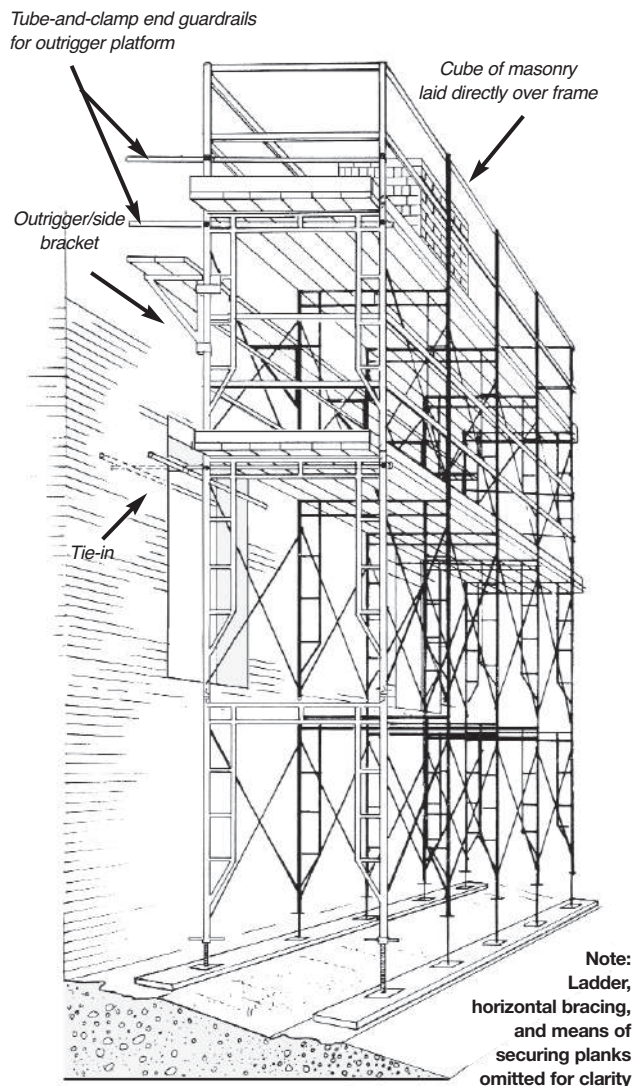 Tube-and-clamp end guardrails
for outrigger platform
Cube of masonry
laid directly over frame
Outrigger/side
bracket
Tie-in
Note:
Ladder,
horizontal bracing,
and means of
securing planks
omitted for clarity